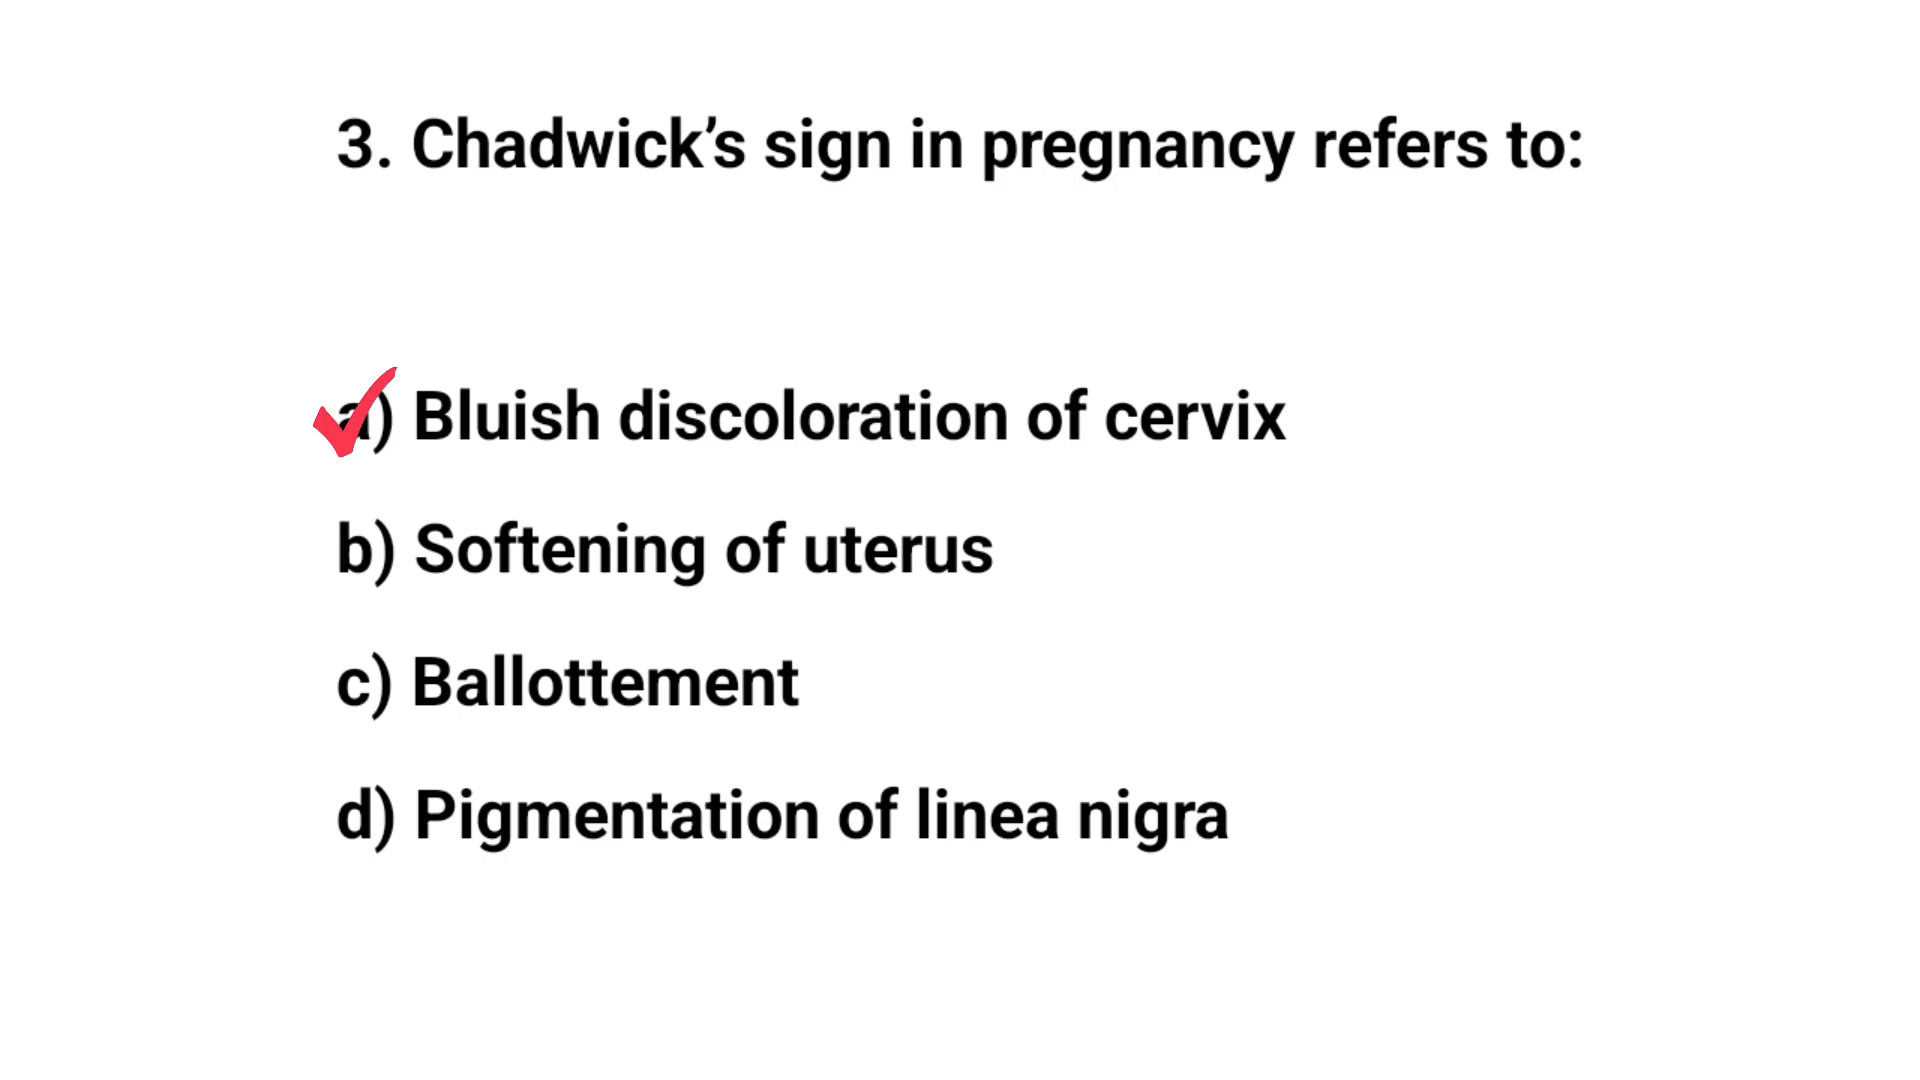 3. Chadwick’s sign in pregnancy refers to:
a) Bluish discoloration of cervix
b) Softening of uterus
c) Ballottement
d) Pigmentation of linea nigra